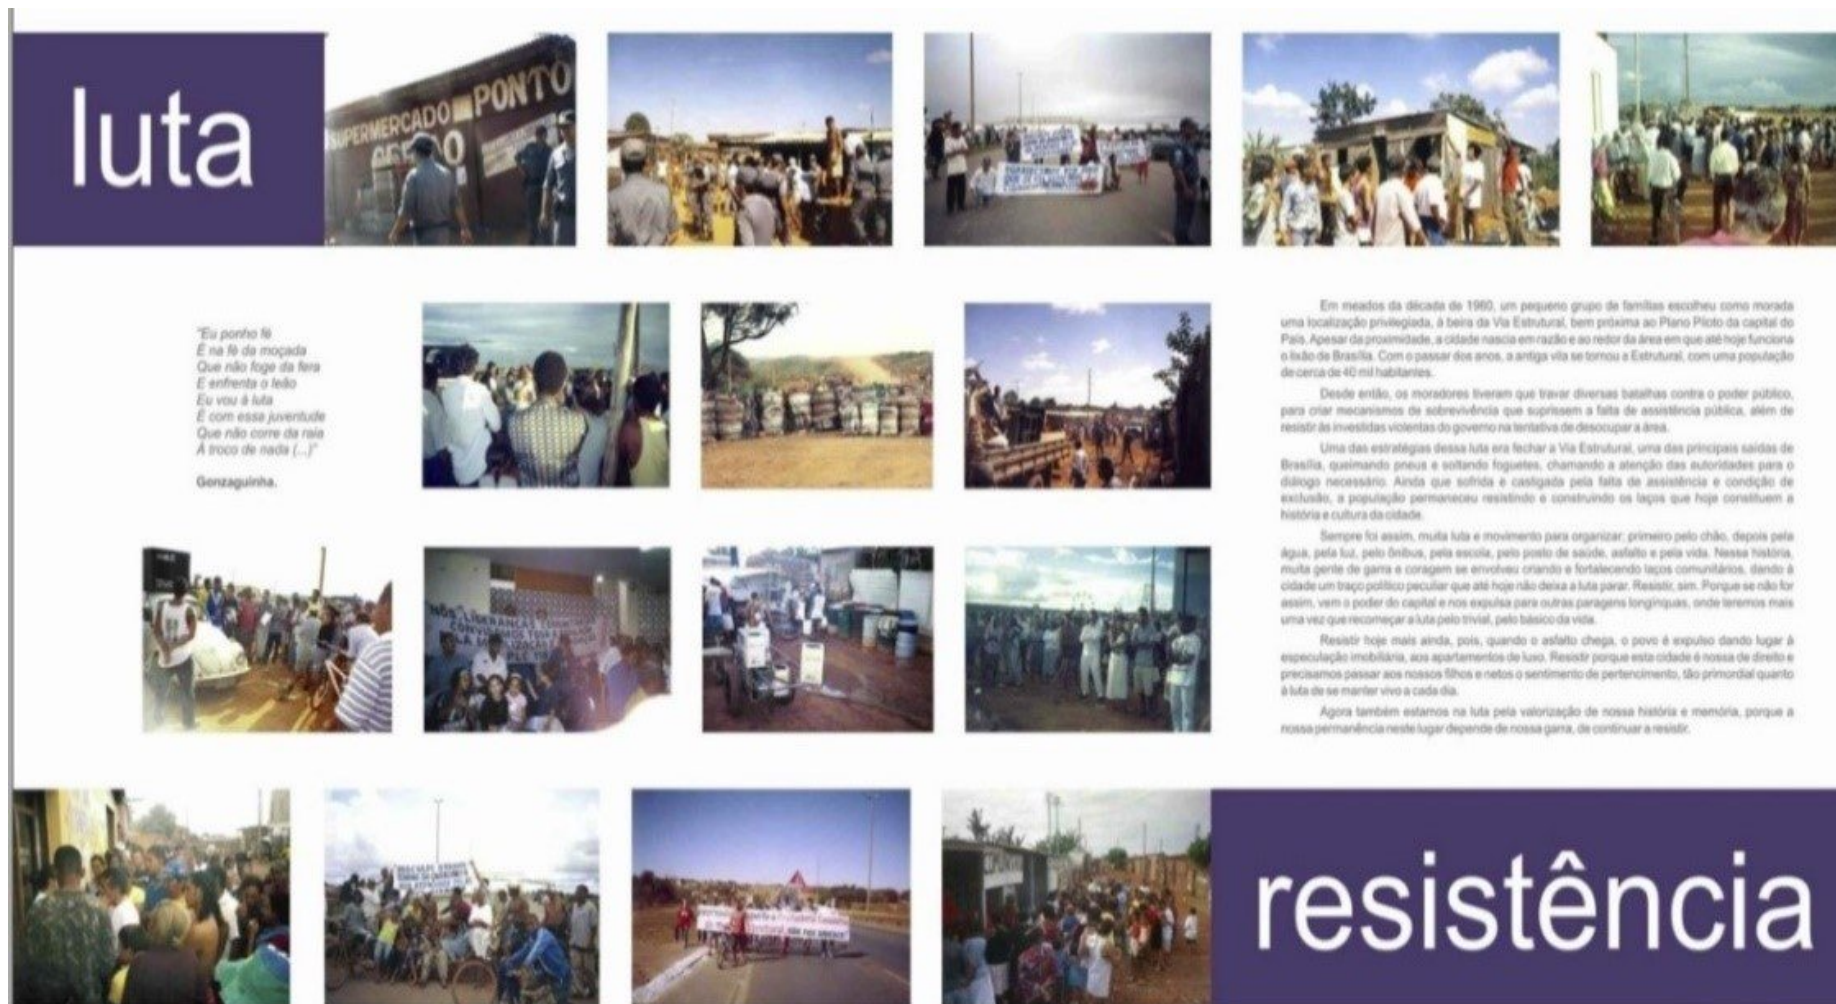 luta
SUPERMERCADO PONTO
"Eu ponho fé
É na fé da moçada
Que não foge da fera
E enfrenta o leão
Eu vou à luta
É com essa juventude
Que não corre da raia
À troco de nada (...)"
Gonzaguinha.
Em meados da década de 1960, um pequeno grupo de famílias escolheu como morada
uma localização privilegiada, à beira da Via Estrutural, bem próxima ao Plano Piloto da capital do
País. Apesar da proximidade, a cidade nascia em razão e ao redor da área em que até hoje funciona
o lixão de Brasília. Com o passar dos anos, a antiga vila se tornou a Estrutural, com uma população
de cerca de 40 mil habitantes.
Desde então, os moradores tiveram que travar diversas batalhas contra o poder público,
para criar mecanismos de sobrevivência que suprissem a falta de assistência pública, além de
resistir às investidas violentas do governo na tentativa de desocupar a área.
Uma das estratégias dessa luta era fechar a Via Estrutural, uma das principais saídas de
Brasília, queimando pneus e soltando foguetes, chamando a atenção das autoridades para o
diálogo necessário. Ainda que sofrida e castigada pela falta de assistência e condição de
exclusão, a população permaneceu resistindo e construindo os laços que hoje constituem a
história e cultura da cidade.
Sempre foi assim, muita luta e movimento para organizar: primeiro pelo chão, depois pela
água, pela luz, pelo ônibus, pela escola, pelo posto de saúde, asfalto e pela vida. Nessa história,
muita gente de garra e coragem se envolveu criando e fortalecendo laços comunitários, dando à
cidade um traço político peculiar que até hoje não deixa a luta parar. Resistir, sim. Porque se não for
assim, vem o poder do capital e nos expulsa para outras paragens longínquas, onde teremos mais
uma vez que recomeçar a luta pelo trivial, pelo básico da vida.
Resistir hoje mais ainda, pois, quando o asfalto chega, o povo é expulso dando lugar à
especulação imobiliária, aos apartamentos de luxo. Resistir porque esta cidade é nossa de direito e
precisamos passar aos nossos filhos e netos o sentimento de pertencimento, tão primordial quanto
à luta de se manter vivo a cada dia.
Agora também estamos na luta pela valorização de nossa história e memória, porque a
nossa permanência neste lugar depende de nossa garra, de continuar a resistir.
NÓS, LIDERANÇAS
resistência